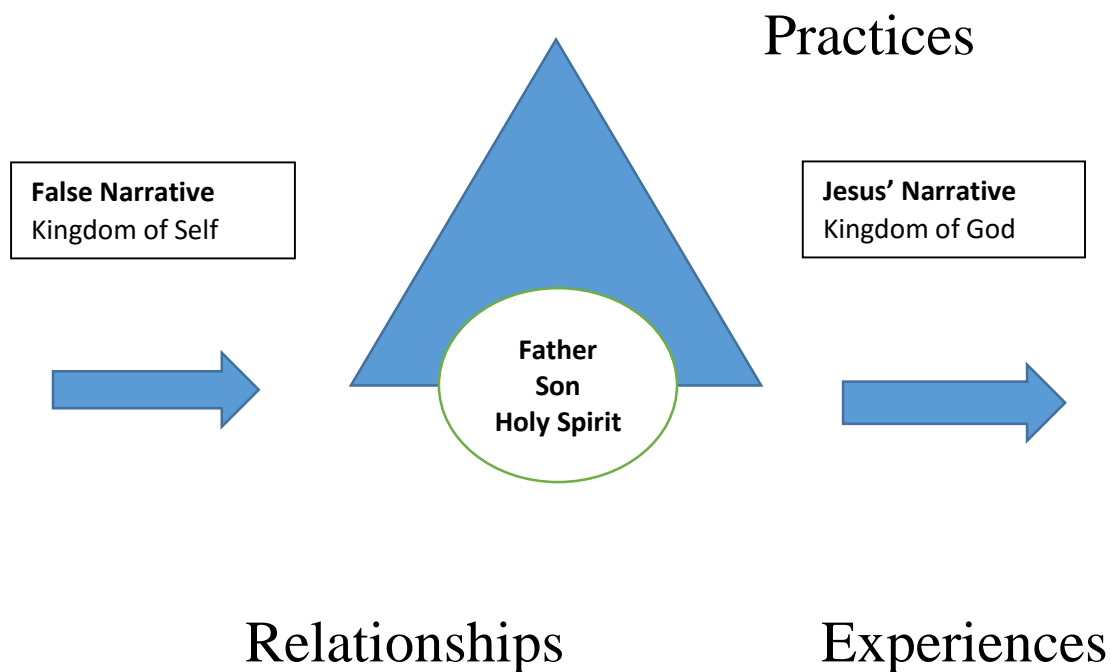 Practices
False Narrative
Kingdom of Self
Jesus’ Narrative
Kingdom of God
Father
Son
Holy Spirit
Relationships
Experiences